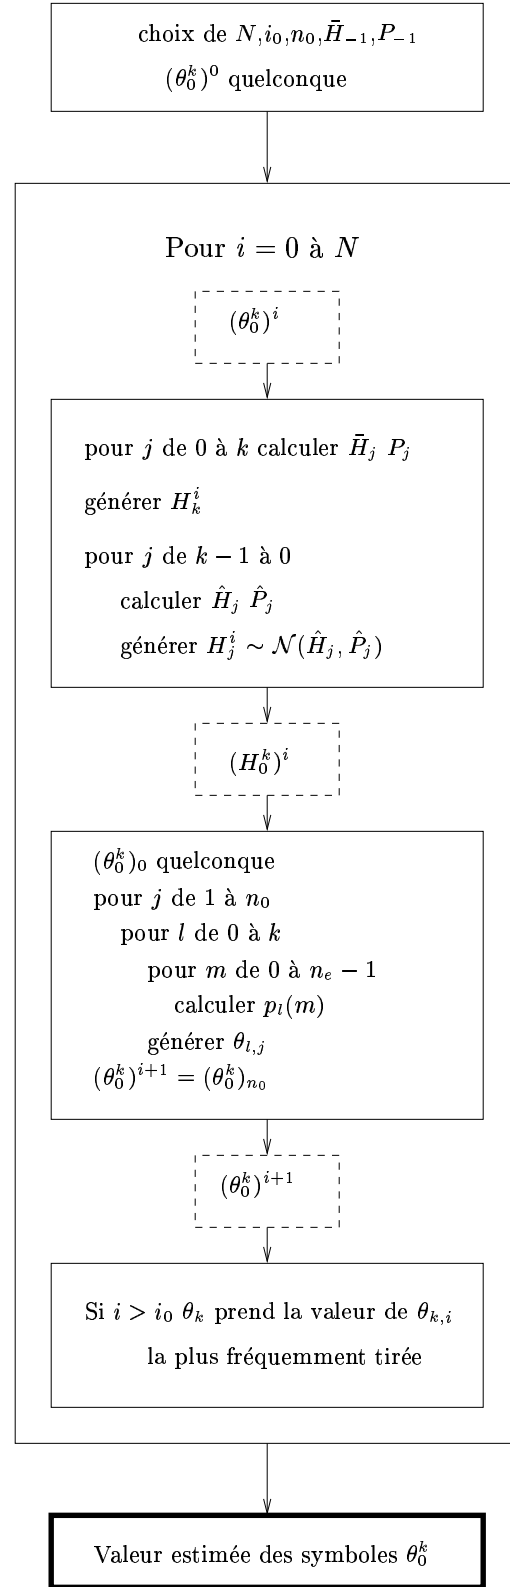 choix de N,i₀,n₀,H̄₋₁,P₋₁
(θ₀ᵏ)⁰ quelconque
Pour i = 0 à N
(θ₀ᵏ)ⁱ
pour j de 0 à k calculer H̄ⱼ Pⱼ
générer Hₖⁱ
pour j de k − 1 à 0
calculer Ĥⱼ P̂ⱼ
générer Hⱼⁱ ∼ 𝒩(Ĥⱼ, P̂ⱼ)
(H₀ᵏ)ⁱ
(θ₀ᵏ)₀ quelconque
pour j de 1 à n₀
pour l de 0 à k
pour m de 0 à nₑ − 1
calculer pₗ(m)
générer θₗ,ⱼ
(θ₀ᵏ)ⁱ⁺¹ = (θ₀ᵏ)ₙ₀
(θ₀ᵏ)ⁱ⁺¹
Si i > i₀ θₖ prend la valeur de θₖ,ᵢ
la plus fréquemment tirée
Valeur estimée des symboles θ₀ᵏ